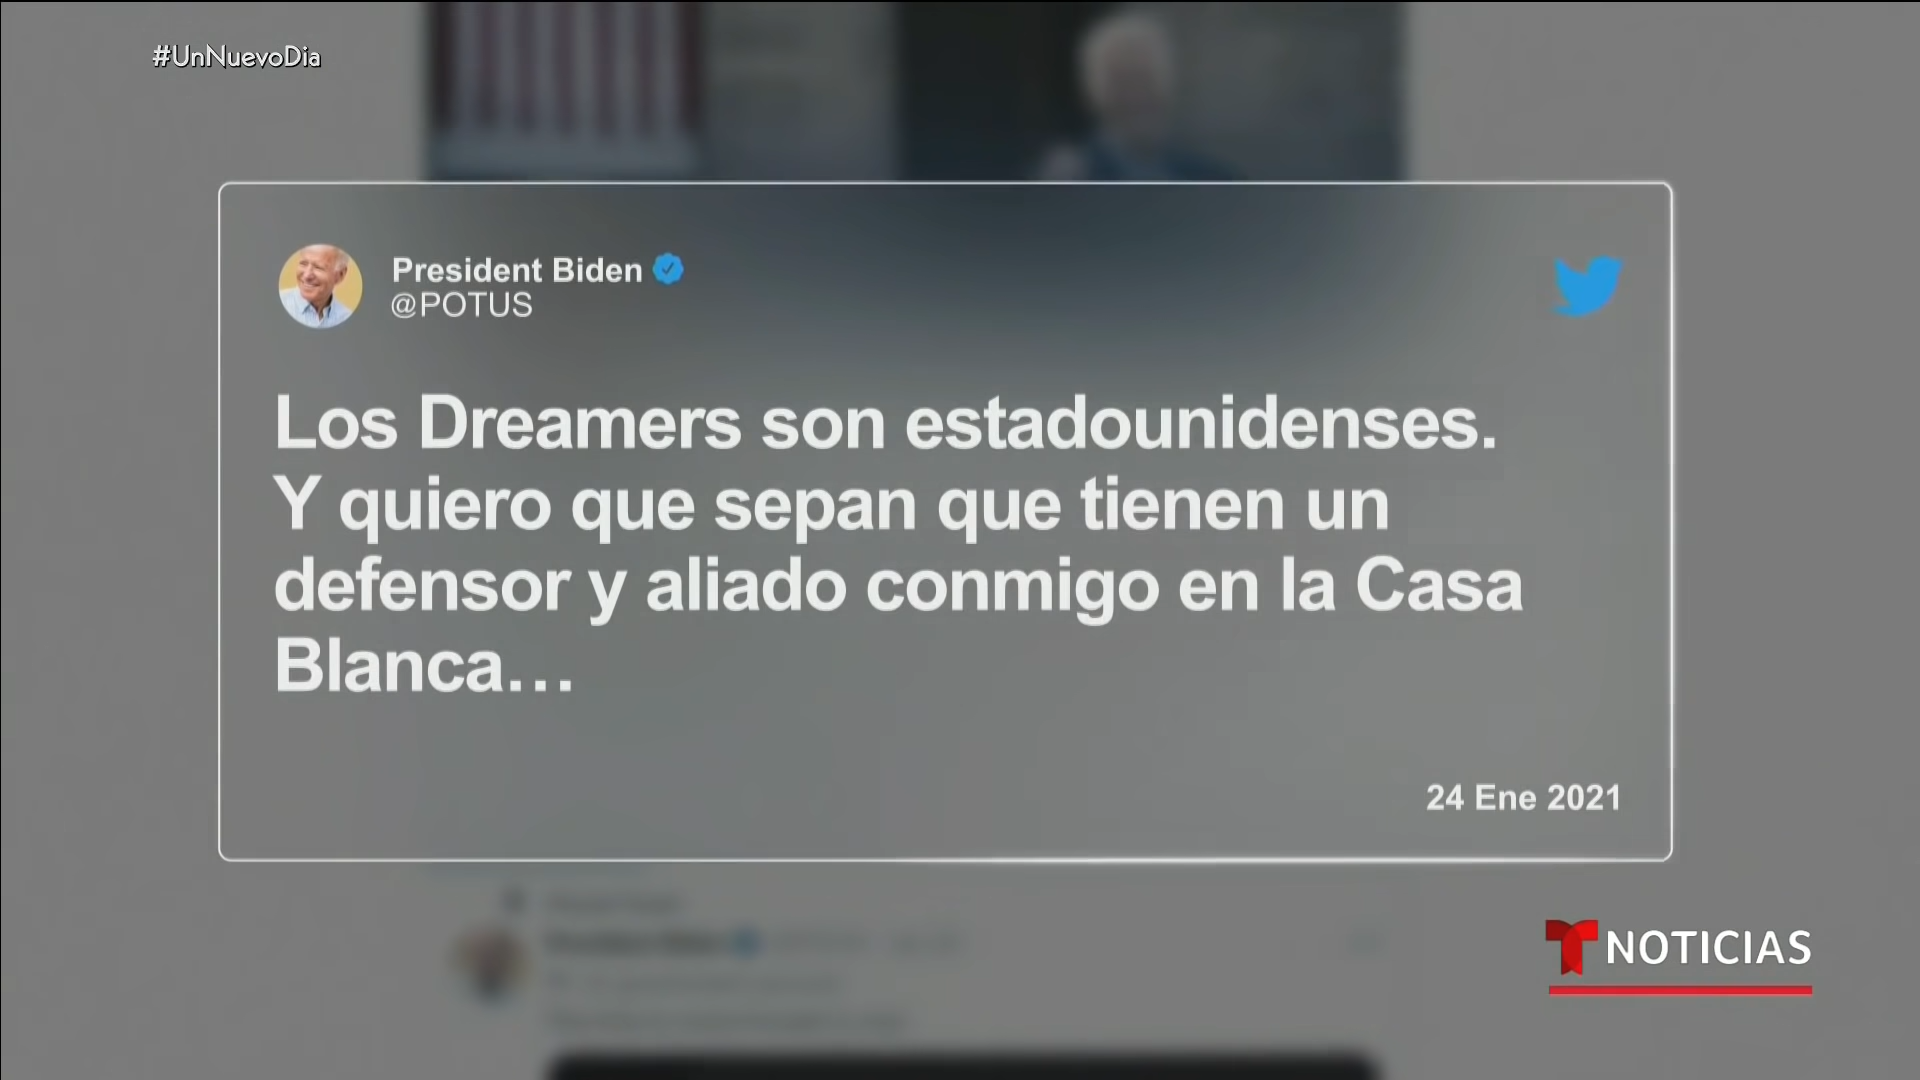 #UnNuevoDia
President Biden
@POTUS
Los Dreamers son estadounidenses.
Y quiero que sepan que tienen un
defensor y aliado conmigo en la Casa
Blanca…
24 Ene 2021
NOTICIAS